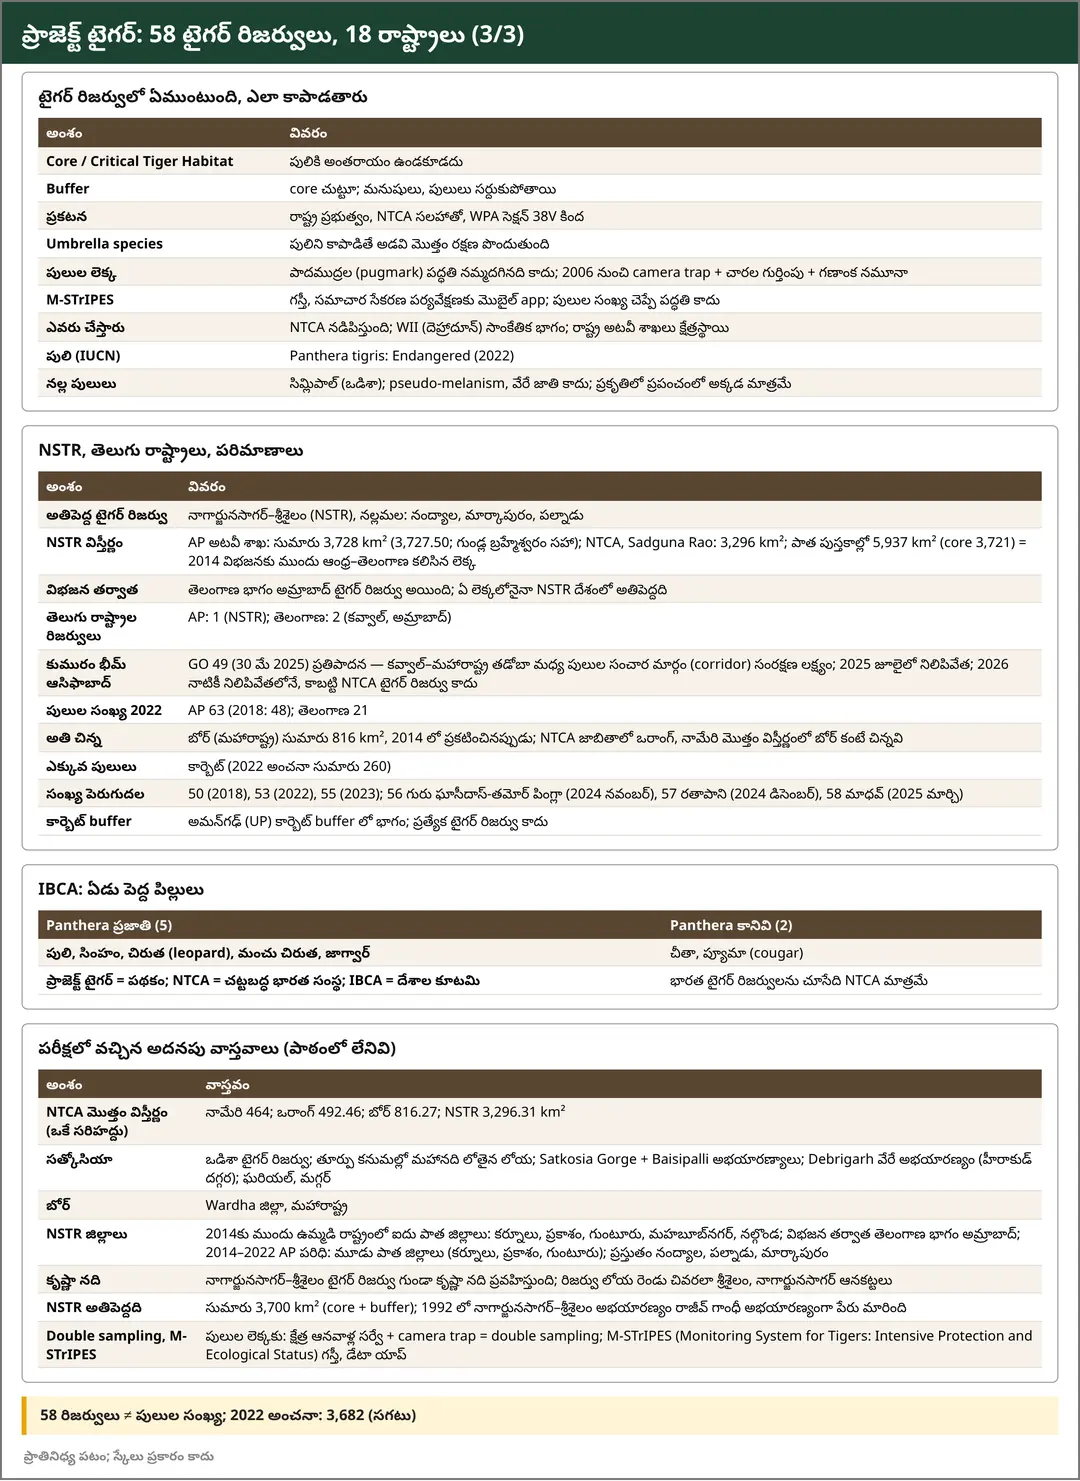 ప్రాజెక్ట్ టైగర్: 58 టైగర్ రిజర్వులు, 18 రాష్ట్రాలు (3/3)
టైగర్ రిజర్వులో ఏముంటుంది, ఎలా కాపాడతారు
అంశం వివరం
Core / Critical Tiger Habitat పులికి అంతరాయం ఉండకూడదు
Buffer core చుట్టూ; మనుషులు, పులులు సర్దుకుపోతాయి
ప్రకటన రాష్ట్ర ప్రభుత్వం, NTCA సలహాతో, WPA సెక్షన్ 38V కింద
Umbrella species పులిని కాపాడితే అడవి మొత్తం రక్షణ పొందుతుంది
పులుల లెక్క పాదముద్రల (pugmark) పద్ధతి నమ్మదగినది కాదు; 2006 నుంచి camera trap + చారల గుర్తింపు + గణాంక నమూనా
M-STrIPES గస్తీ, సమాచార సేకరణ పర్యవేక్షణకు మొబైల్ app; పులుల సంఖ్య చెప్పే పద్ధతి కాదు
ఎవరు చేస్తారు NTCA నడిపిస్తుంది; WII (దెహ్రాదూన్) సాంకేతిక భాగం; రాష్ట్ర అటవీ శాఖలు క్షేత్రస్థాయి
పులి (IUCN) Panthera tigris: Endangered (2022)
నల్ల పులులు సిమ్లిపాల్ (ఒడిశా); pseudo-melanism, వేరే జాతి కాదు; ప్రకృతిలో ప్రపంచంలో అక్కడ మాత్రమే
NSTR, తెలుగు రాష్ట్రాలు, పరిమాణాలు
అంశం వివరం
అతిపెద్ద టైగర్ రిజర్వు నాగార్జునసాగర్–శ్రీశైలం (NSTR), నల్లమల: నంద్యాల, మార్కాపురం, పల్నాడు
NSTR విస్తీర్ణం AP అటవీ శాఖ: సుమారు 3,728 km² (3,727.50; గుండ్ల బ్రహ్మేశ్వరం సహా); NTCA, Sadguna Rao: 3,296 km²; పాత పుస్తకాల్లో 5,937 km² (core 3,721) =
2014 విభజనకు ముందు ఆంధ్ర–తెలంగాణ కలిసిన లెక్క
విభజన తర్వాత తెలంగాణ భాగం అమ్రాబాద్ టైగర్ రిజర్వు అయింది; ఏ లెక్కలోనైనా NSTR దేశంలో అతిపెద్దది
తెలుగు రాష్ట్రాల AP: 1 (NSTR); తెలంగాణ: 2 (కవ్వాల్, అమ్రాబాద్)
రిజర్వులు
కుమురం భీమ్ GO 49 (30 మే 2025) ప్రతిపాదన — కవ్వాల్–మహారాష్ట్ర తడోబా మధ్య పులుల సంచార మార్గం (corridor) సంరక్షణ లక్ష్యం; 2025 జూలైలో నిలిపివేత; 2026
ఆసిఫాబాద్ నాటికీ నిలిపివేతలోనే, కాబట్టి NTCA టైగర్ రిజర్వు కాదు
పులుల సంఖ్య 2022 AP 63 (2018: 48); తెలంగాణ 21
అతి చిన్న బోర్ (మహారాష్ట్ర) సుమారు 816 km², 2014 లో ప్రకటించినప్పుడు; NTCA జాబితాలో ఒరాంగ్, నామేరి మొత్తం విస్తీర్ణంలో బోర్ కంటే చిన్నవి
ఎక్కువ పులులు కార్బెట్ (2022 అంచనా సుమారు 260)
సంఖ్య పెరుగుదల 50 (2018), 53 (2022), 55 (2023); 56 గురు ఘాసీదాస్-తమోర్ పింగ్లా (2024 నవంబర్), 57 రతాపాని (2024 డిసెంబర్), 58 మాధవ్ (2025 మార్చి)
కార్బెట్ buffer అమన్‌గఢ్ (UP) కార్బెట్ buffer లో భాగం; ప్రత్యేక టైగర్ రిజర్వు కాదు
IBCA: ఏడు పెద్ద పిల్లులు
Panthera ప్రజాతి (5) Panthera కానివి (2)
పులి, సింహం, చిరుత (leopard), మంచు చిరుత, జాగ్వార్ చీతా, ప్యూమా (cougar)
ప్రాజెక్ట్ టైగర్ = పథకం; NTCA = చట్టబద్ధ భారత సంస్థ; IBCA = దేశాల కూటమి భారత టైగర్ రిజర్వులను చూసేది NTCA మాత్రమే
పరీక్షలో వచ్చిన అదనపు వాస్తవాలు (పాఠంలో లేనివి)
అంశం వాస్తవం
NTCA మొత్తం విస్తీర్ణం నామేరి 464; ఒరాంగ్ 492.46; బోర్ 816.27; NSTR 3,296.31 km²
(ఒకే సరిహద్దు)
సత్కోసియా ఒడిశా టైగర్ రిజర్వు; తూర్పు కనుమల్లో మహానది లోతైన లోయ; Satkosia Gorge + Baisipalli అభయారణ్యాలు; Debrigarh వేరే అభయారణ్యం (హీరాకుడ్
దగ్గర); ఘరియల్, మగ్గర్
బోర్ Wardha జిల్లా, మహారాష్ట్ర
NSTR జిల్లాలు 2014కు ముందు ఉమ్మడి రాష్ట్రంలో ఐదు పాత జిల్లాలు: కర్నూలు, ప్రకాశం, గుంటూరు, మహబూబ్‌నగర్, నల్గొండ; విభజన తర్వాత తెలంగాణ భాగం అమ్రాబాద్;
2014–2022 AP పరిధి: మూడు పాత జిల్లాలు (కర్నూలు, ప్రకాశం, గుంటూరు); ప్రస్తుతం నంద్యాల, పల్నాడు, మార్కాపురం
కృష్ణా నది నాగార్జునసాగర్–శ్రీశైలం టైగర్ రిజర్వు గుండా కృష్ణా నది ప్రవహిస్తుంది; రిజర్వు లోయ రెండు చివరలా శ్రీశైలం, నాగార్జునసాగర్ ఆనకట్టలు
NSTR అతిపెద్దది సుమారు 3,700 km² (core + buffer); 1992 లో నాగార్జునసాగర్–శ్రీశైలం అభయారణ్యం రాజీవ్ గాంధీ అభయారణ్యంగా పేరు మారింది
Double sampling, M- పులుల లెక్కకు: క్షేత్ర ఆనవాళ్ల సర్వే + camera trap = double sampling; M-STrIPES (Monitoring System for Tigers: Intensive Protection and
STrIPES Ecological Status) గస్తీ, డేటా యాప్
58 రిజర్వులు ≠ పులుల సంఖ్య; 2022 అంచనా: 3,682 (సగటు)
ప్రాతినిధ్య పటం; స్కేలు ప్రకారం కాదు